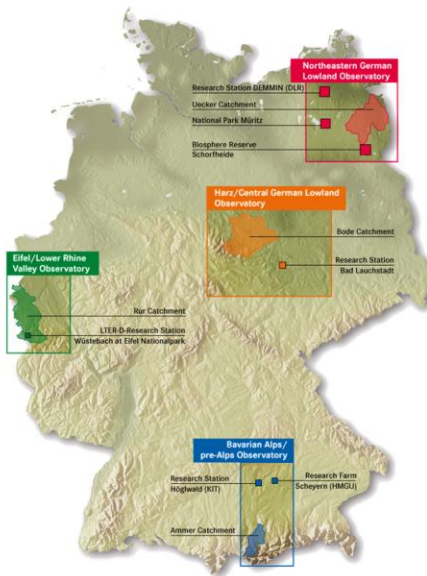 Northeastern German
Lowland Observatory
Research Station DEMMIN (DLR)
Uecker Catchment
National Park Müritz
Biosphere Reserve
Schorfheide
Harz/Central German Lowland
Observatory
Bode Catchment
Research Station
Bad Lauchstädt
Eifel/Lower Rhine
Valley Observatory
Rur Catchment
LTER-D-Research Station
Wüstebach at Eifel Nationalpark
Bavarian Alps/
pre-Alps Observatory
Research Station
Höglwald (KIT)
Research Farm
Scheyern (HMGU)
Ammer Catchment